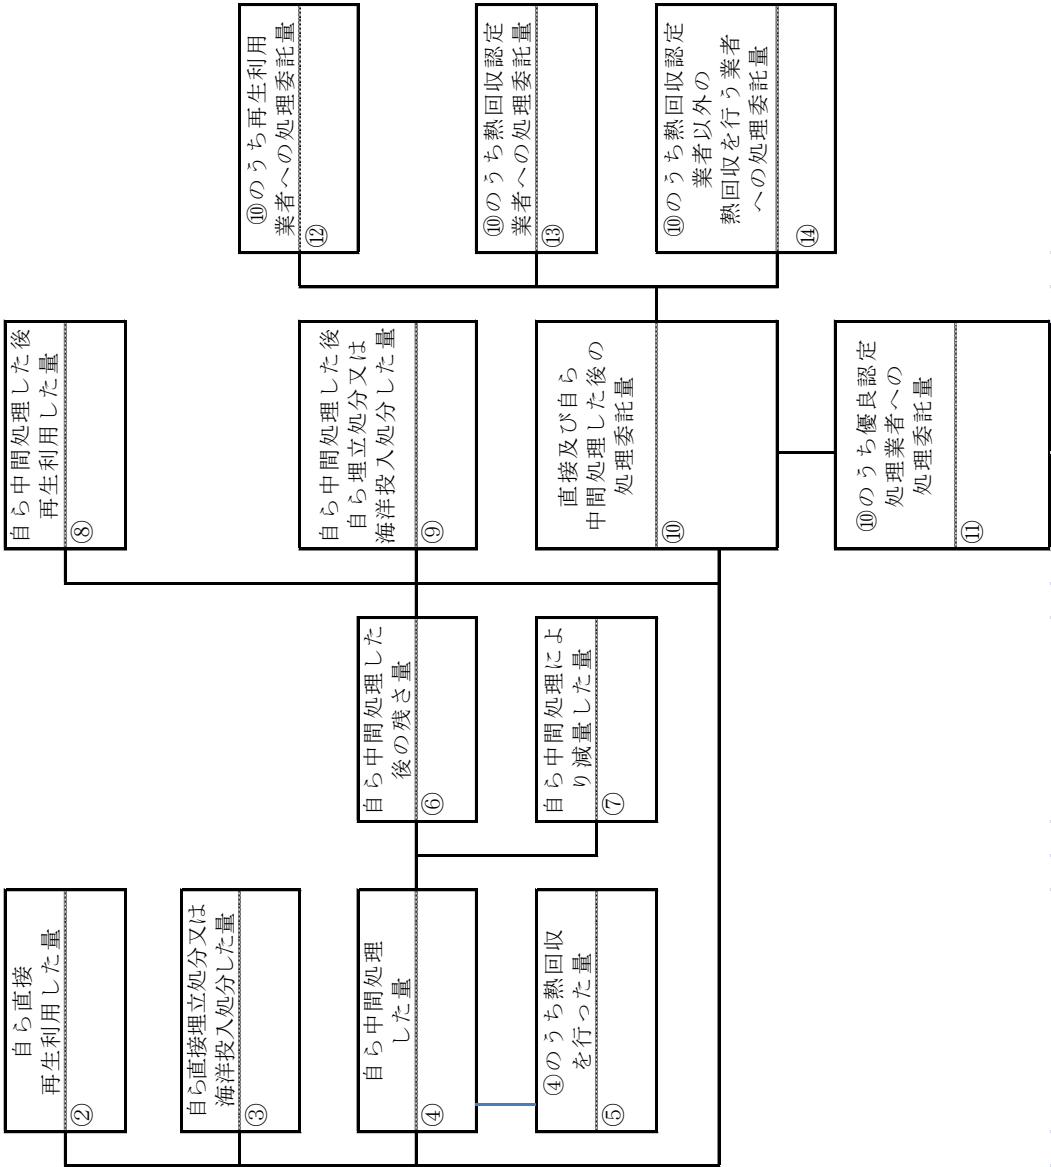 自ら直接
再生利用した量
②
自ら直接埋立処分又は
海洋投入処分した量
③
自ら中間処理
した量
④
④のうち熱回収
を行った量
⑤
自ら中間処理した
後の残さ量
⑥
自ら中間処理によ
り減量した量
⑦
自ら中間処理した後
再生利用した量
⑧
自ら中間処理した後
自ら埋立処分又は
海洋投入処分した量
⑨
直接及び自ら
中間処理した後の
処理委託量
⑩
⑩のうち優良認定
処理業者への
処理委託量
⑪
⑩のうち再生利用
業者への処理委託量
⑫
⑩のうち熱回収認定
業者への処理委託量
⑬
⑩のうち熱回収認定
業者以外の
熱回収を行う業者
への処理委託量
⑭